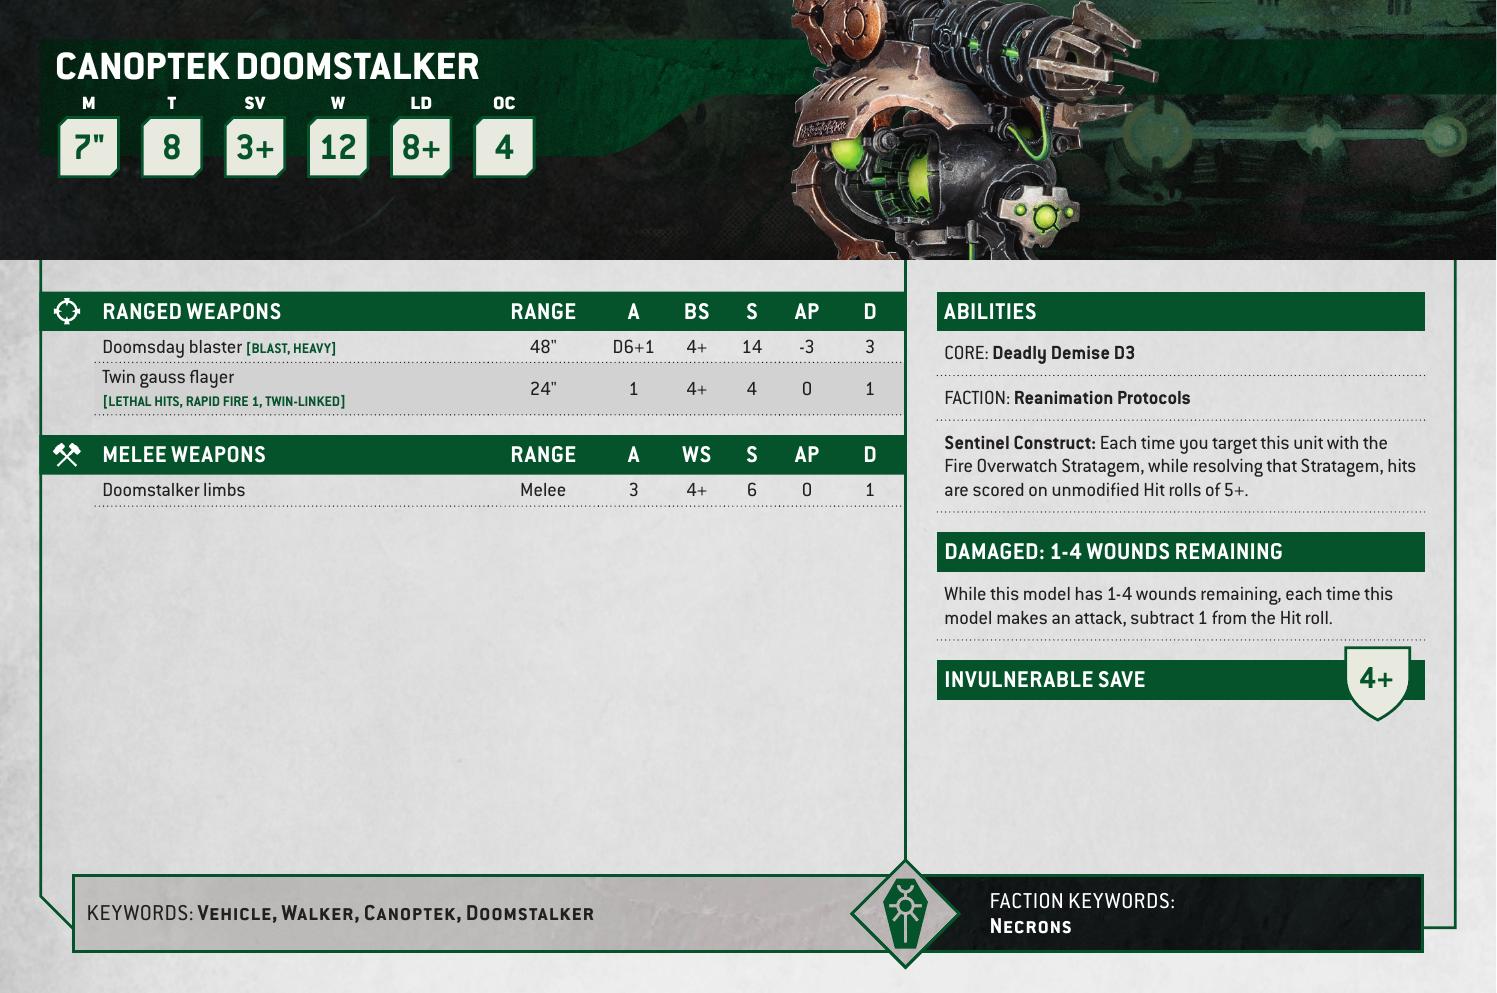 CANOPTEK DOOMSTALKER
M T SV W LD OC
7" 8 3+ 12 8+ 4
RANGED WEAPONS RANGE A BS S AP D
Doomsday blaster [BLAST, HEAVY] 48" D6+1 4+ 14 -3 3
Twin gauss flayer
[LETHAL HITS, RAPID FIRE 1, TWIN-LINKED] 24" 1 4+ 4 0 1
MELEE WEAPONS RANGE A WS S AP D
Doomstalker limbs Melee 3 4+ 6 0 1
ABILITIES
CORE: Deadly Demise D3
FACTION: Reanimation Protocols
Sentinel Construct: Each time you target this unit with the
Fire Overwatch Stratagem, while resolving that Stratagem, hits
are scored on unmodified Hit rolls of 5+.
DAMAGED: 1-4 WOUNDS REMAINING
While this model has 1-4 wounds remaining, each time this
model makes an attack, subtract 1 from the Hit roll.
INVULNERABLE SAVE 4+
KEYWORDS: Vehicle, Walker, Canoptek, Doomstalker
FACTION KEYWORDS:
Necrons